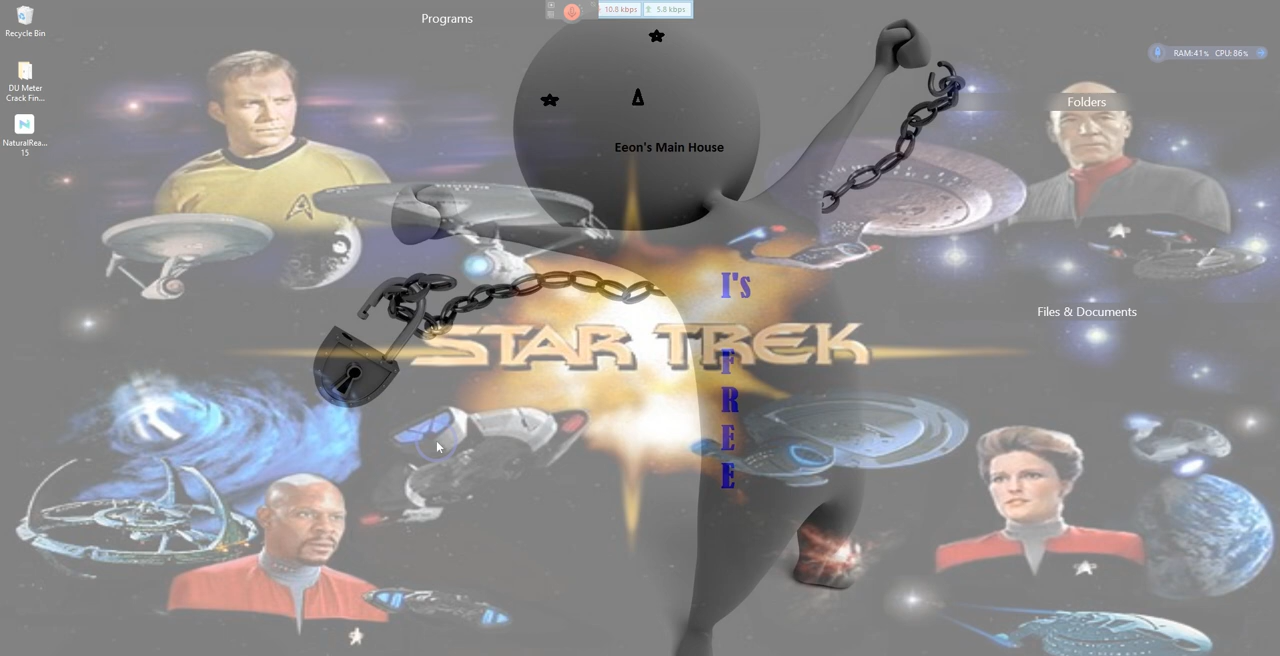 Programs
10.8 kbps
5.8 kbps
Recycle Bin
RAM:41% CPU:86%
DU Meter
Crack Fin...
Folders
NaturalRea...
15
Eeon's Main House
I's
Files & Documents
STAR TREK
F
R
E
E